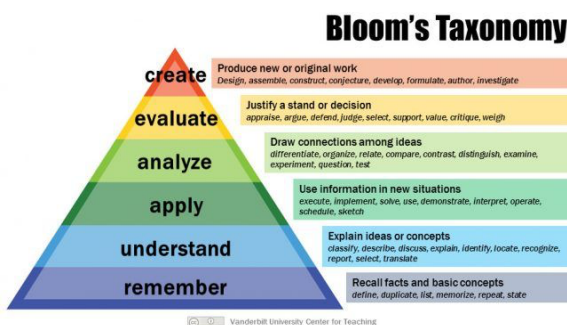 Bloom's Taxonomy
create
Produce new or original work
Design, assemble, construct, conjecture, develop, formulate, author, investigate
evaluate
Justify a stand or decision
appraise, argue, defend, judge, select, support, value, critique, weigh
analyze
Draw connections among ideas
differentiate, organize, relate, compare, contrast, distinguish, examine,
experiment, question, test
apply
Use information in new situations
execute, implement, solve, use, demonstrate, interpret, operate,
schedule, sketch
understand
Explain ideas or concepts
classify, describe, discuss, explain, identify, locate, recognize,
report, select, translate
remember
Recall facts and basic concepts
define, duplicate, list, memorize, repeat, state
Vanderbilt University Center for Teaching